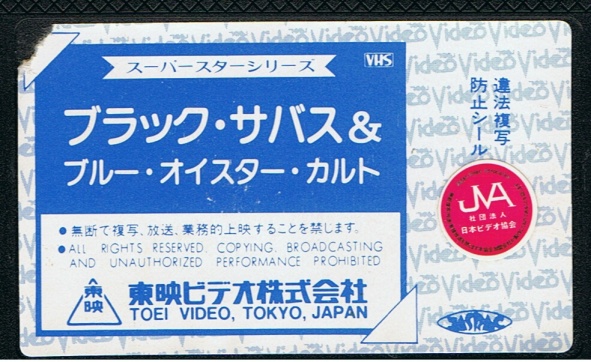 スーパースターシリーズ
VHS
ブラック・サバス&
ブルー・オイスター・カルト
●無断で複写、放送、業務的上映することを禁じます。
●ALL RIGHTS RESERVED. COPYING. BROADCASTING
AND UNAUTHORIZED PERFORMANCE PROHIBITED
東映
東映ビデオ株式会社
TOEI VIDEO, TOKYO, JAPAN
違法複写
防止シール
JVA
社団法人
日本ビデオ協会
JASRAC